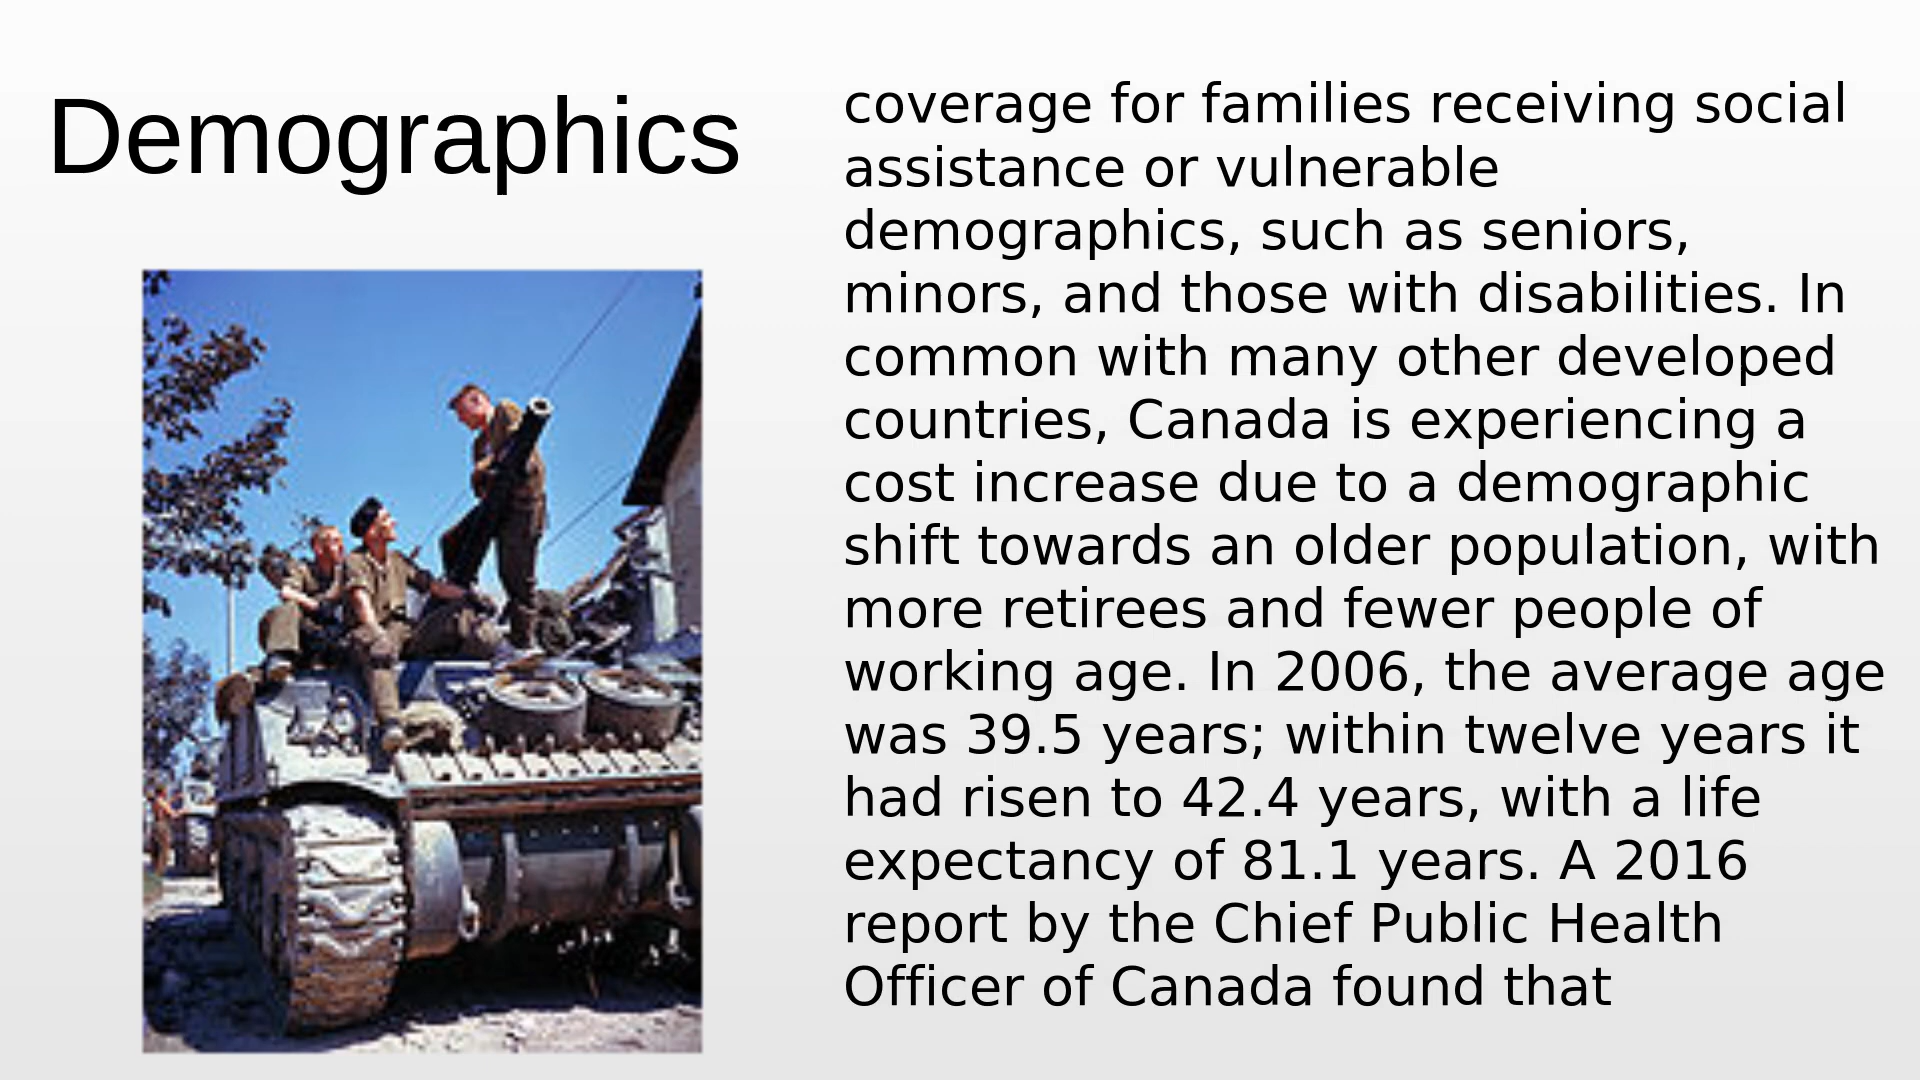 Demographics
coverage for families receiving social
assistance or vulnerable
demographics, such as seniors,
minors, and those with disabilities. In
common with many other developed
countries, Canada is experiencing a
cost increase due to a demographic
shift towards an older population, with
more retirees and fewer people of
working age. In 2006, the average age
was 39.5 years; within twelve years it
had risen to 42.4 years, with a life
expectancy of 81.1 years. A 2016
report by the Chief Public Health
Officer of Canada found that